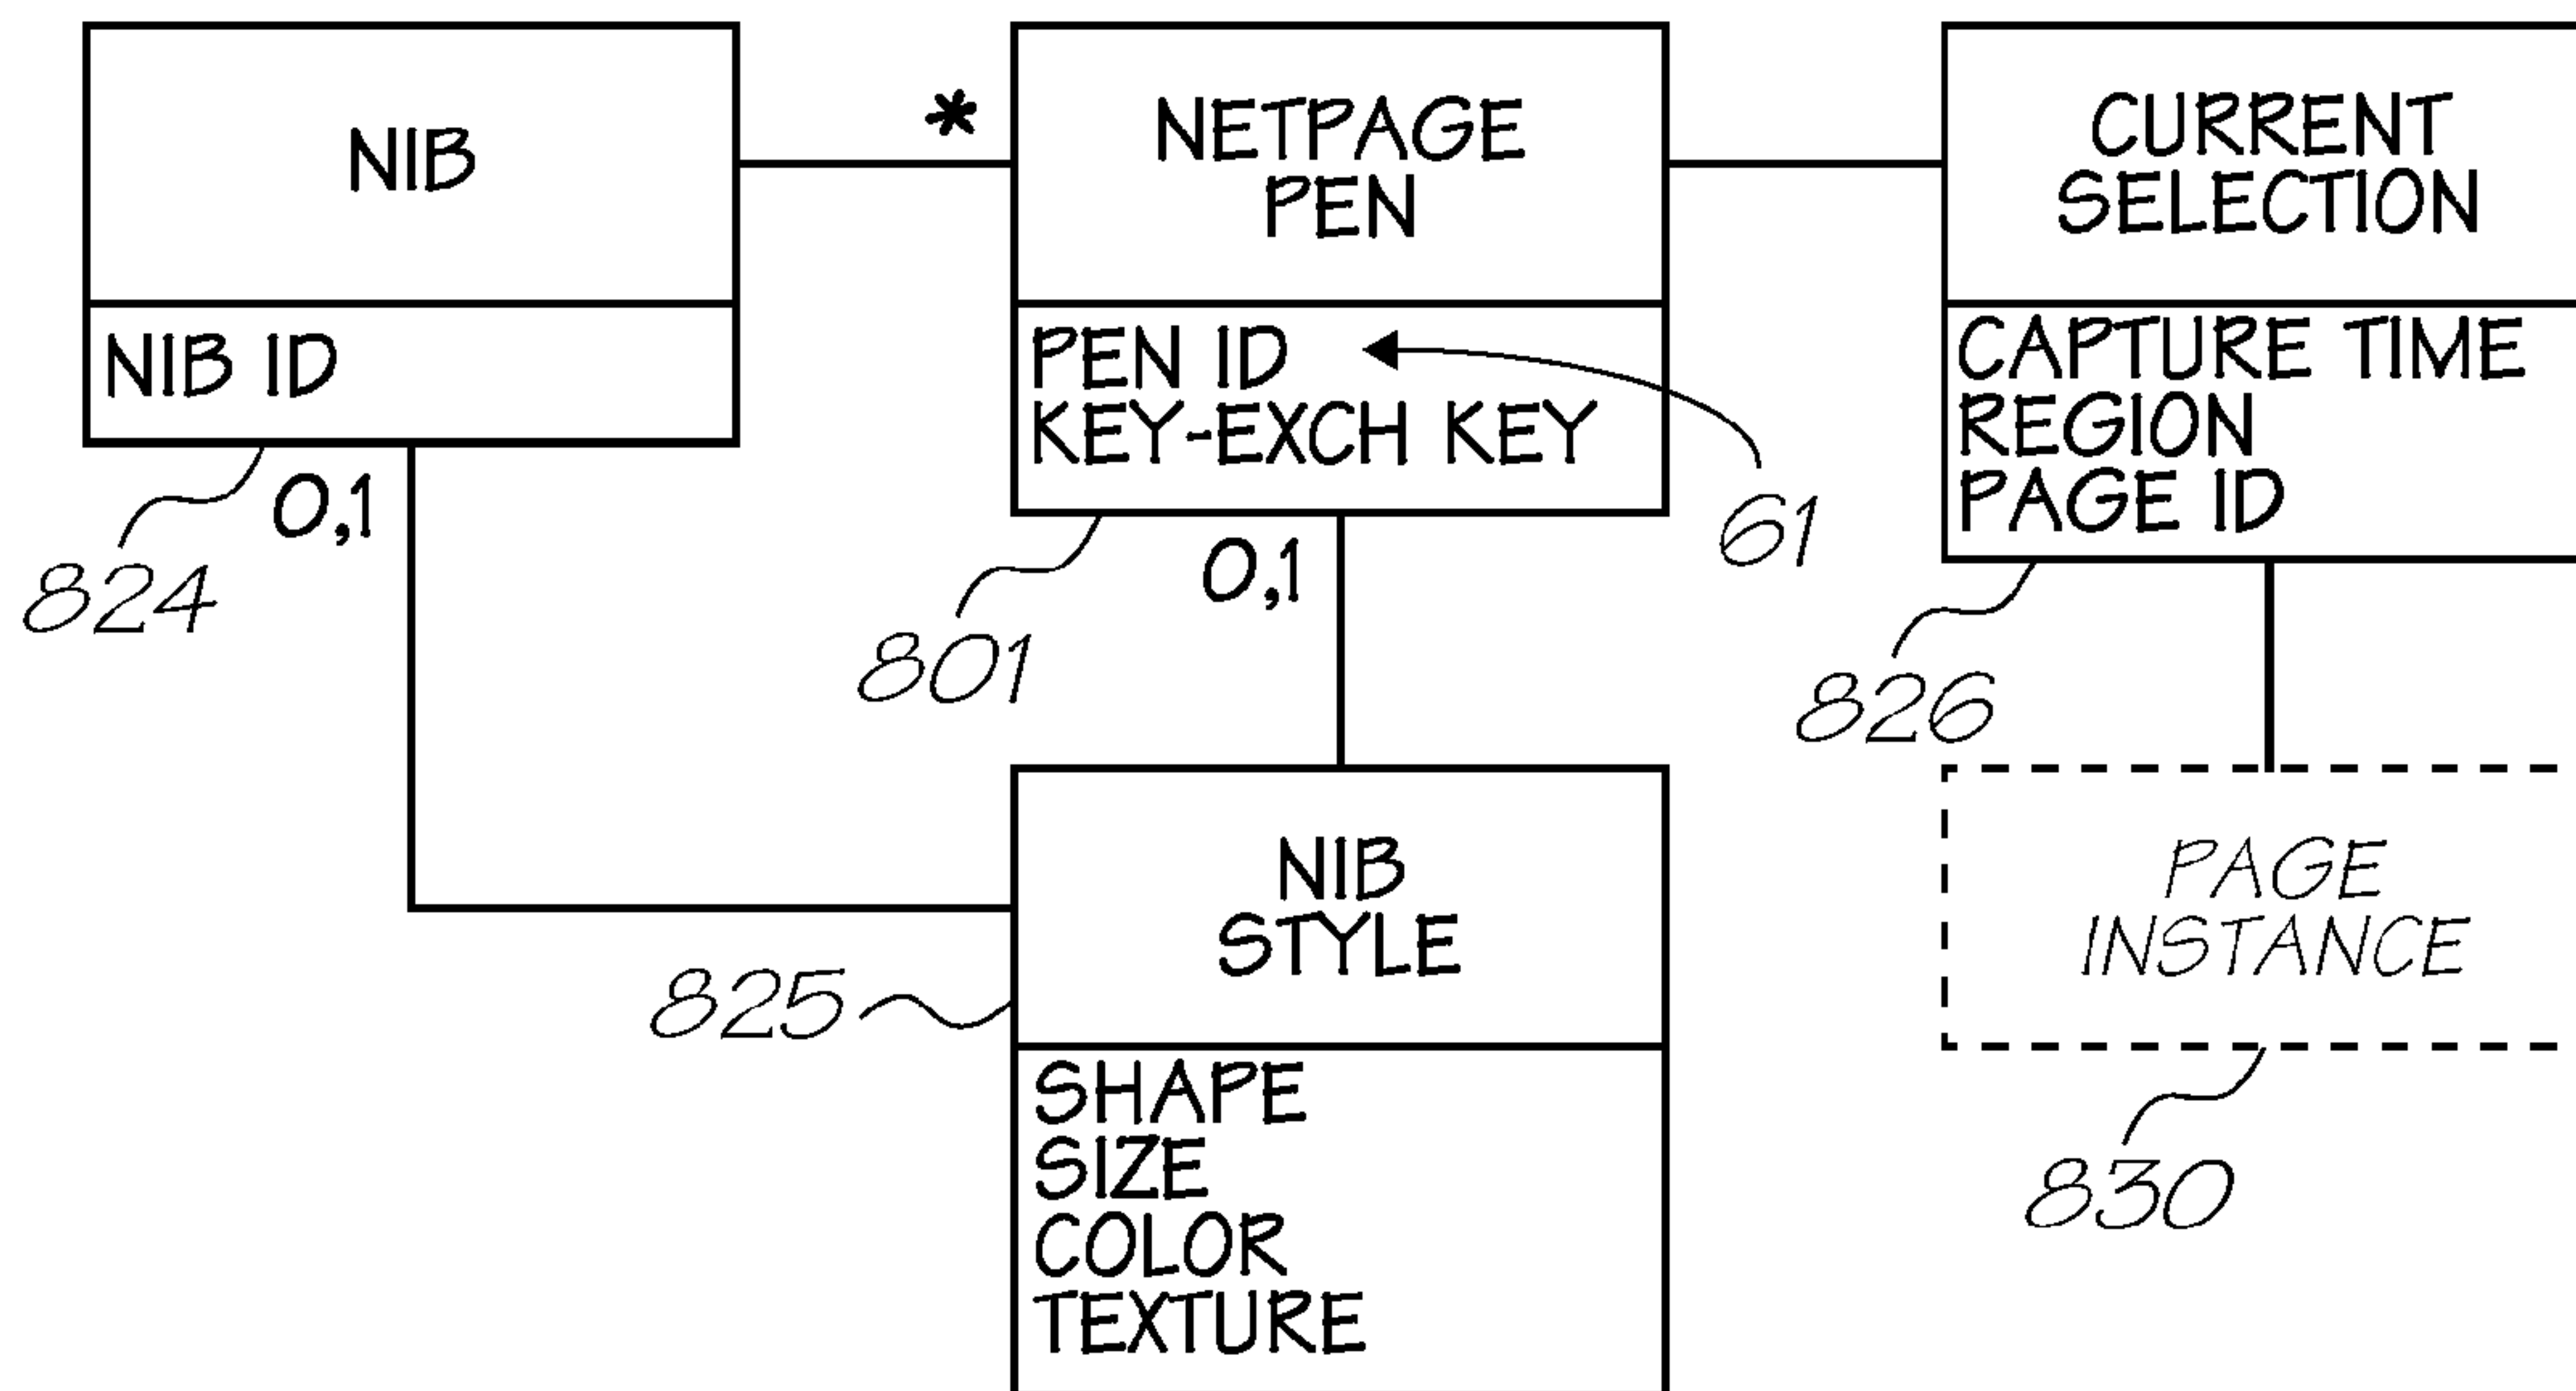 NIB
NIB ID
824
0,1
*
NETPAGE
PEN
PEN ID
KEY-EXCH KEY
61
801
0,1
CURRENT
SELECTION
CAPTURE TIME
REGION
PAGE ID
826
825
NIB
STYLE
SHAPE
SIZE
COLOR
TEXTURE
PAGE
INSTANCE
830